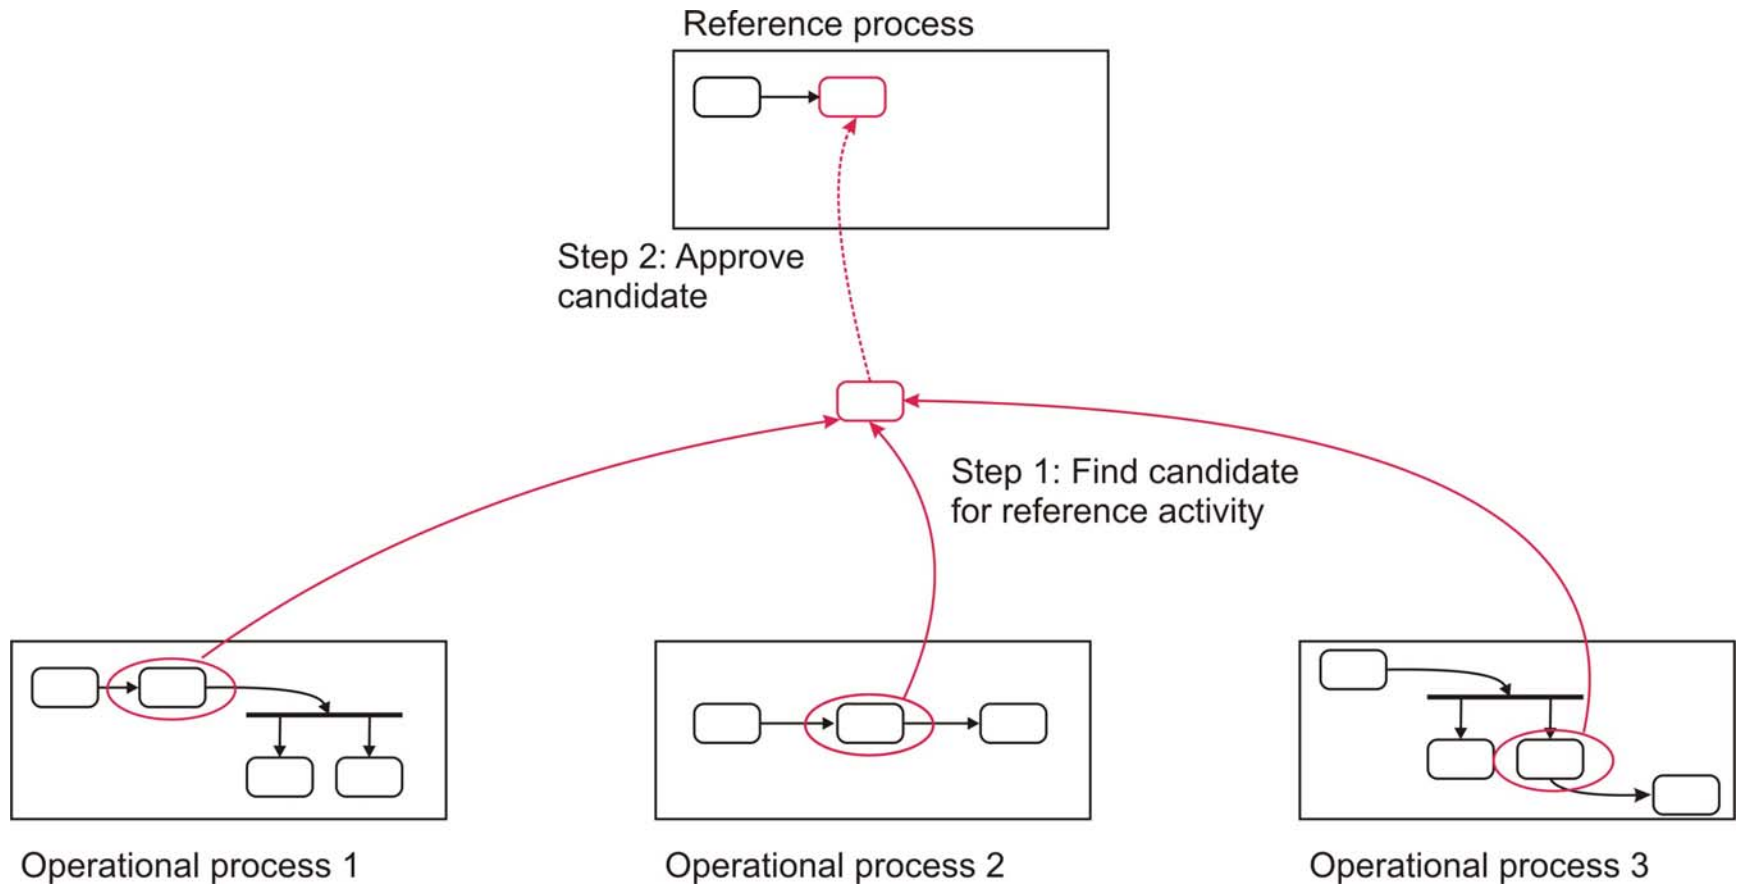 Reference process
Step 2: Approve
candidate
Step 1: Find candidate
for reference activity
Operational process 1
Operational process 2
Operational process 3